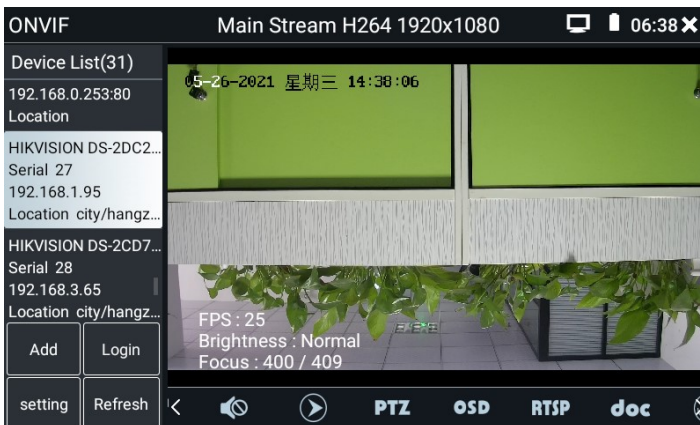 ONVIF
Main Stream H264 1920x1080
06:38
Device List(31)
192.168.0.253:80
Location
HIKVISION DS-2DC2...
Serial 27
192.168.1.95
Location city/hangz...
HIKVISION DS-2CD7...
Serial 28
192.168.3.65
Location city/hangz...
Add
Login
setting
Refresh
05-26-2021 星期三 14:38:06
FPS : 25
Brightness : Normal
Focus : 400 / 409
PTZ
OSD
RTSP
doc